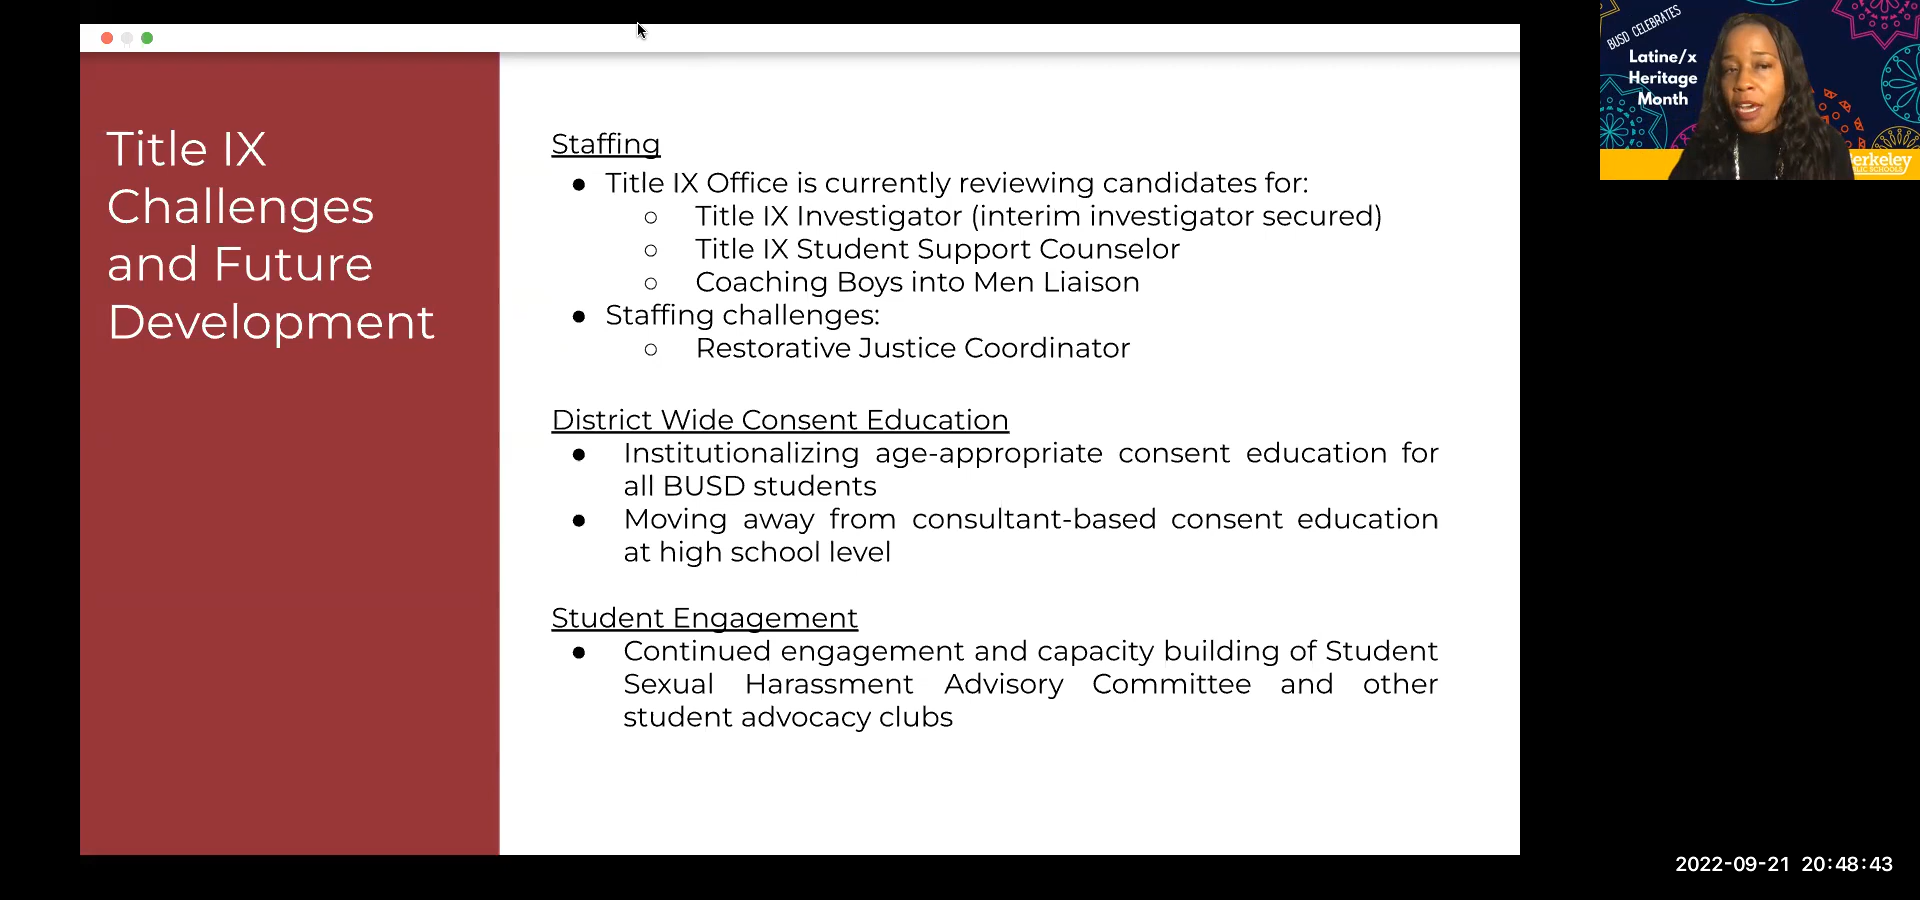 Title IX
Challenges
and Future
Development
Staffing
● Title IX Office is currently reviewing candidates for:
○ Title IX Investigator (interim investigator secured)
○ Title IX Student Support Counselor
○ Coaching Boys into Men Liaison
● Staffing challenges:
○ Restorative Justice Coordinator
District Wide Consent Education
● Institutionalizing age-appropriate consent education for
all BUSD students
● Moving away from consultant-based consent education
at high school level
Student Engagement
● Continued engagement and capacity building of Student
Sexual Harassment Advisory Committee and other
student advocacy clubs
BUSD CELEBRATES
Latine/x
Heritage
Month
erkeley
SCHOOLS
2022-09-21 20:48:43